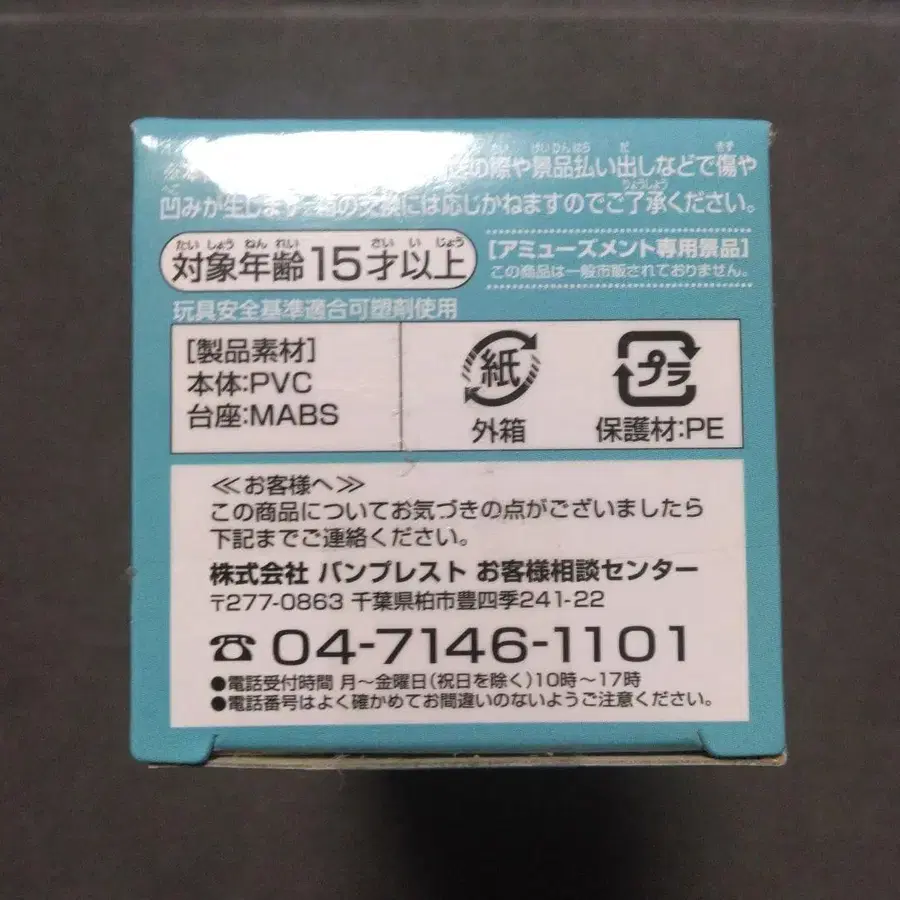 の際や景品払い出しなどで傷や
凹みが生じます。の交換には応じかねますのでご了承ください。
対象年齢15才以上
[アミューズメント専用景品]
この商品は一般市販されておりません。
玩具安全基準適合可塑剤使用
[製品素材]
本体:PVC
台座:MABS
紙
外箱
プラ
保護材:PE
≪お客様へ≫
この商品についてお気づきの点がございましたら
下記までご連絡ください。
株式会社 バンプレスト お客様相談センター
〒277-0863 千葉県柏市豊四季241-22
☎04-7146-1101
●電話受付時間 月～金曜日(祝日を除く)10時～17時
●電話番号はよく確かめてお間違いのないようご注意ください。